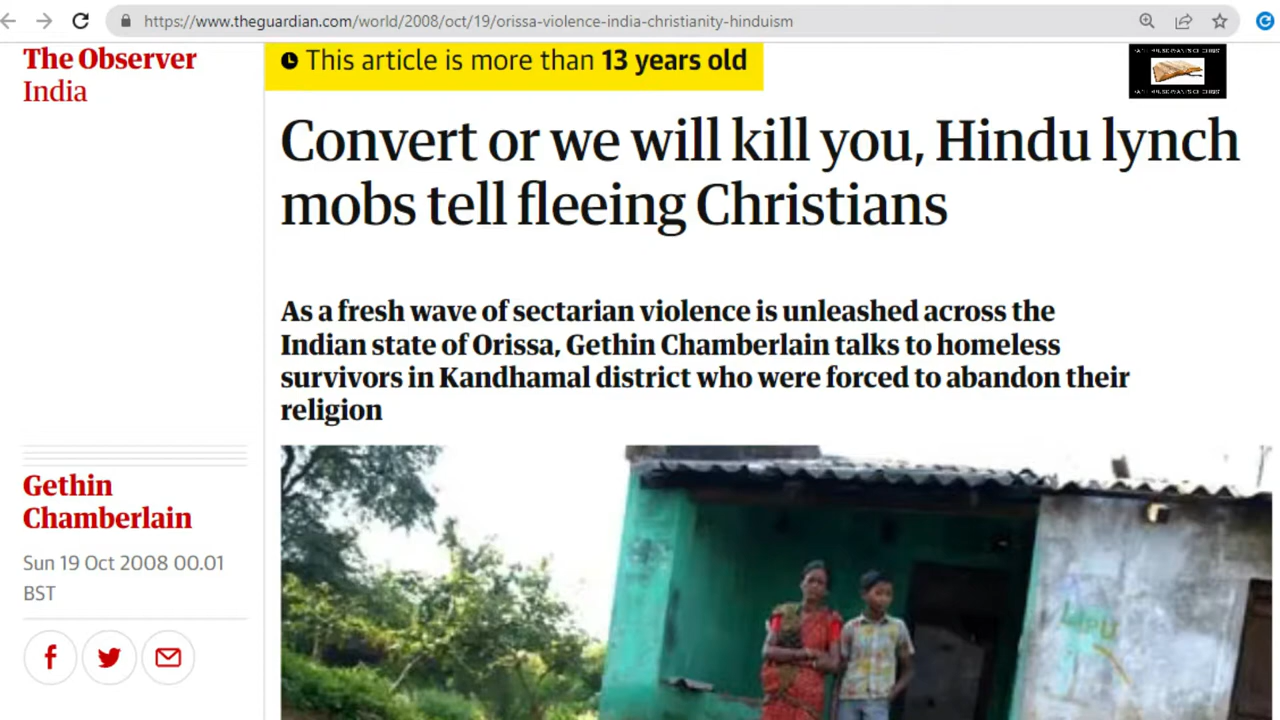 https://www.theguardian.com/world/2008/oct/19/orissa-violence-india-christianity-hinduism
The Observer
India
This article is more than 13 years old
Convert or we will kill you, Hindu lynch
mobs tell fleeing Christians
As a fresh wave of sectarian violence is unleashed across the
Indian state of Orissa, Gethin Chamberlain talks to homeless
survivors in Kandhamal district who were forced to abandon their
religion
Gethin
Chamberlain
Sun 19 Oct 2008 00.01
BST